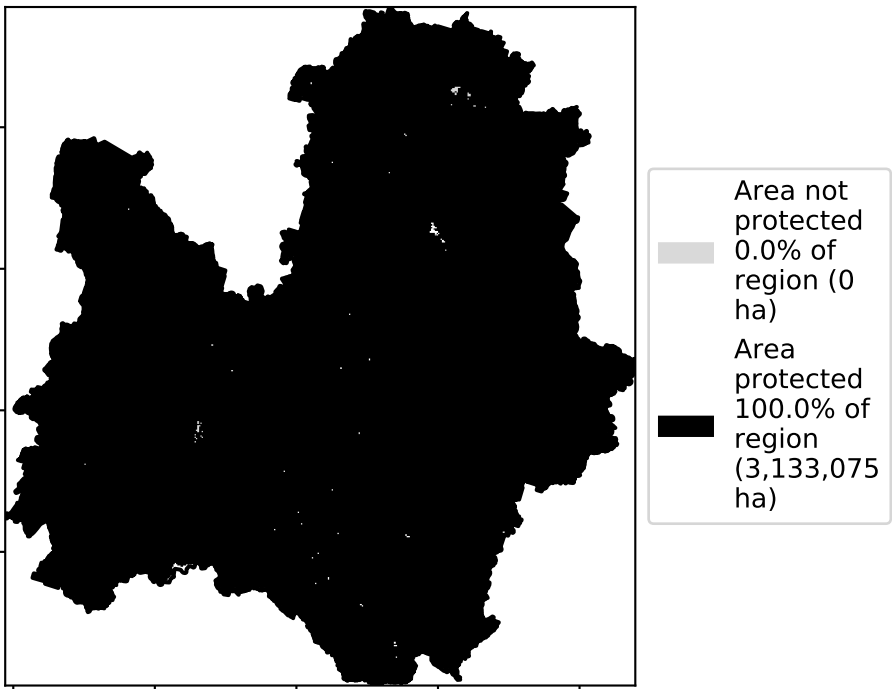 Area not
protected
0.0% of
region (0
ha)
Area
protected
100.0% of
region
(3,133,075
ha)